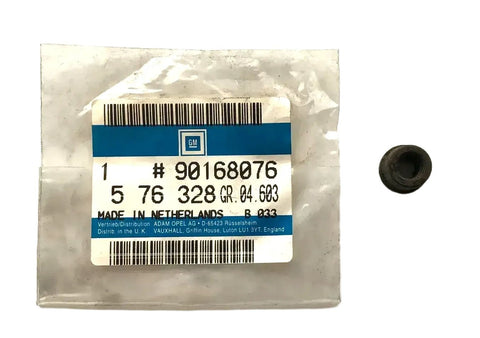 GM
1 # 90168076
5 76 328 GR.04.603
MADE IN NETHERLANDS B 033
Vertrieb/Distribution: ADAM OPEL AG • D-65423 Rüsselsheim
Distrib. in the U.K. VAUXHALL, Griffin House, Luton LU1 3YT, England